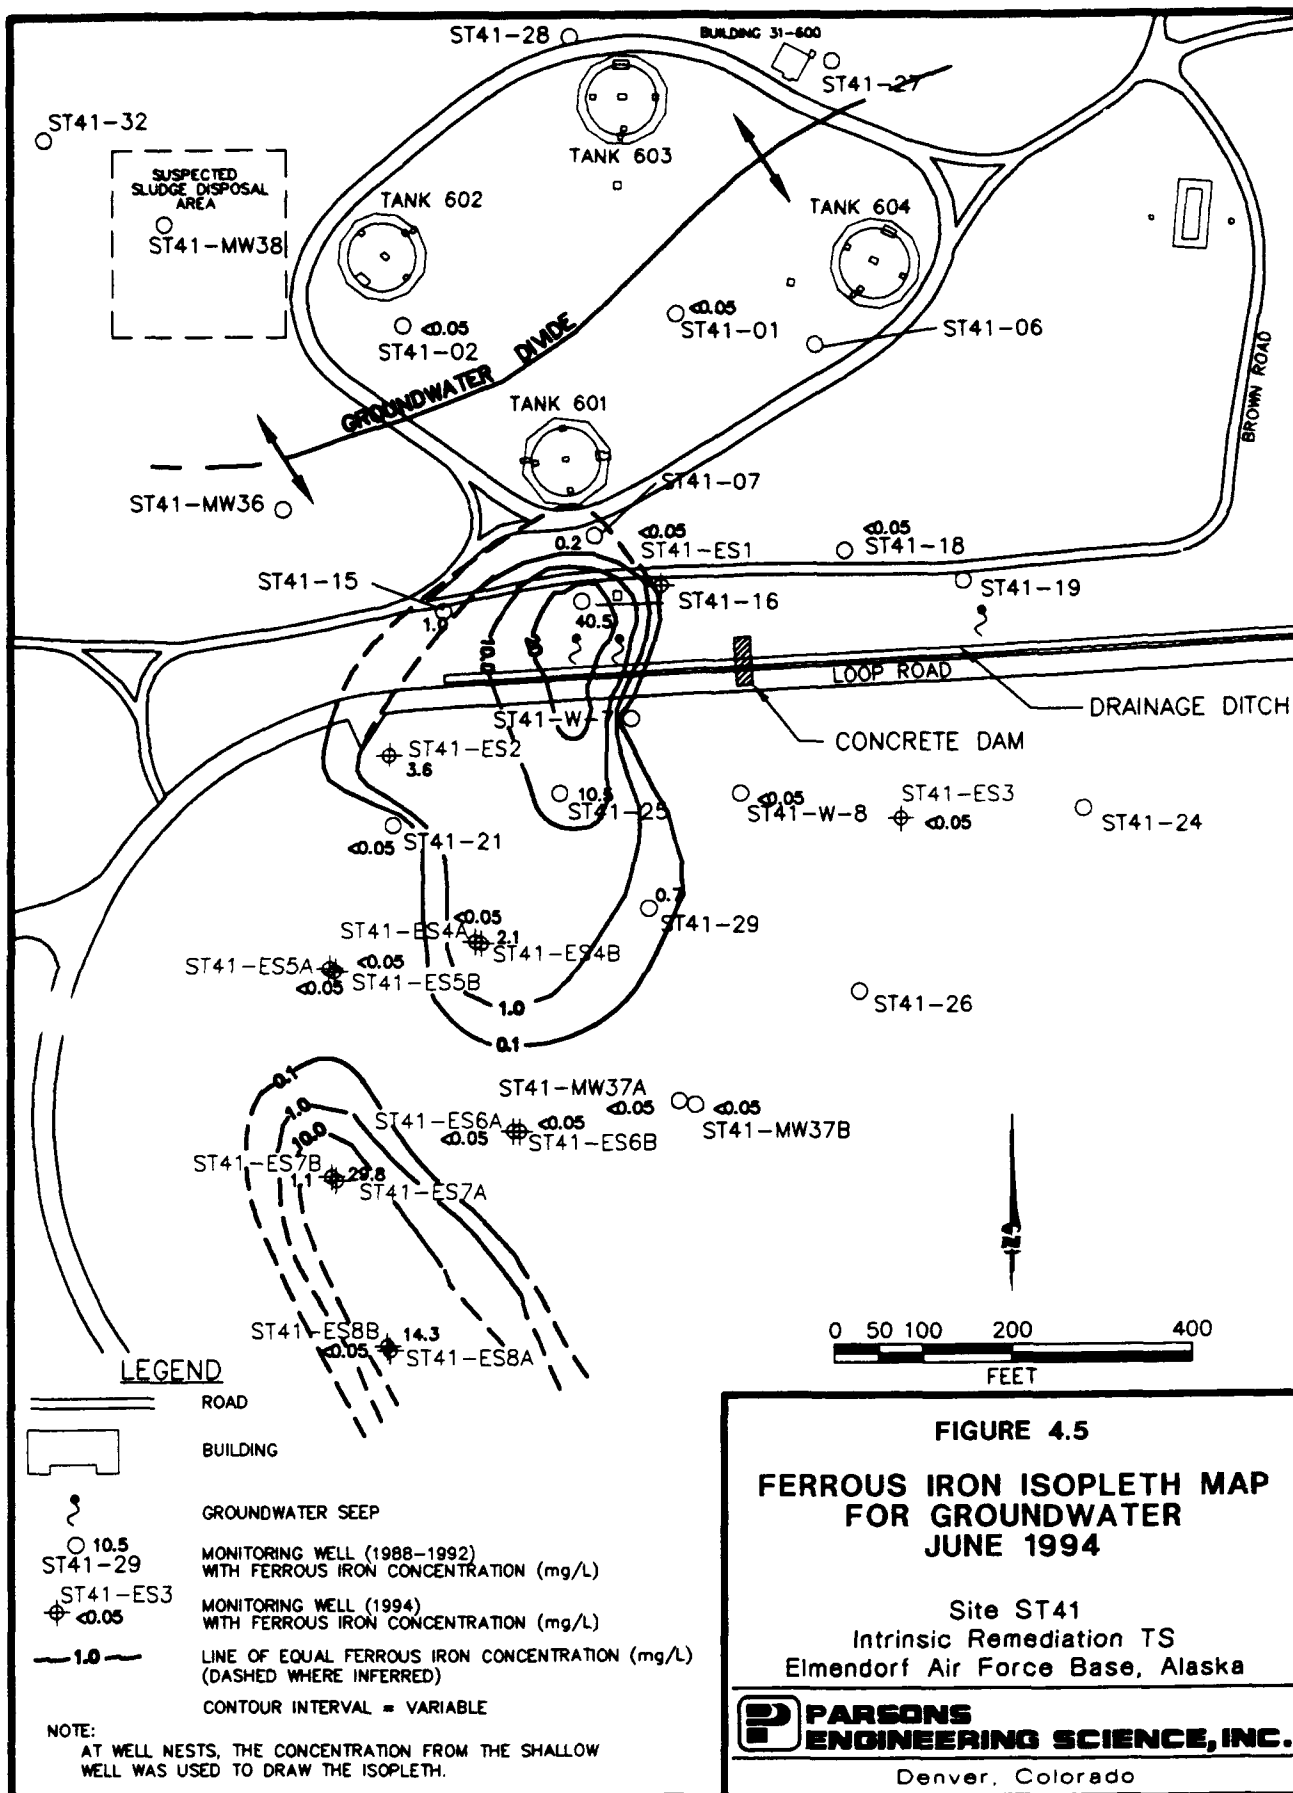 ST41-28
BUILDING 31-600
ST41-27
ST41-32
TANK 603
SUSPECTED
SLUDGE DISPOSAL
AREA
ST41-MW38
TANK 602
TANK 604
<0.05
ST41-01
ST41-06
<0.05
ST41-02
GROUNDWATER DIVIDE
BROWN ROAD
TANK 601
ST41-07
ST41-MW36
0.2
<0.05
ST41-ES1
<0.05
ST41-18
ST41-15
ST41-19
ST41-16
1.0
40.5
10.0
20
LOOP ROAD
DRAINAGE DITCH
ST41-W-7
CONCRETE DAM
ST41-ES2
3.6
10.5
ST41-25
<0.05
ST41-W-8
ST41-ES3
<0.05
ST41-24
<0.05
ST41-21
0.7
ST41-29
<0.05
ST41-ES4A
2.1
ST41-ES4B
ST41-ES5A
<0.05
<0.05
ST41-ES5B
ST41-26
1.0
0.1
0.1
1.0
10.0
ST41-MW37A
<0.05
<0.05
ST41-MW37B
ST41-ES6A
<0.05
<0.05
ST41-ES6B
ST41-ES7B
1.1
29.8
ST41-ES7A
ST41-ES8B
14.3
<0.05
ST41-ES8A
N
0 50 100 200 400
FEET
LEGEND
ROAD
BUILDING
GROUNDWATER SEEP
10.5
ST41-29
MONITORING WELL (1988-1992)
WITH FERROUS IRON CONCENTRATION (mg/L)
ST41-ES3
<0.05
MONITORING WELL (1994)
WITH FERROUS IRON CONCENTRATION (mg/L)
1.0
LINE OF EQUAL FERROUS IRON CONCENTRATION (mg/L)
(DASHED WHERE INFERRED)
CONTOUR INTERVAL = VARIABLE
NOTE:
AT WELL NESTS, THE CONCENTRATION FROM THE SHALLOW
WELL WAS USED TO DRAW THE ISOPLETH.
FIGURE 4.5
FERROUS IRON ISOPLETH MAP
FOR GROUNDWATER
JUNE 1994
Site ST41
Intrinsic Remediation TS
Elmendorf Air Force Base, Alaska
PARSONS
ENGINEERING SCIENCE, INC.
Denver, Colorado